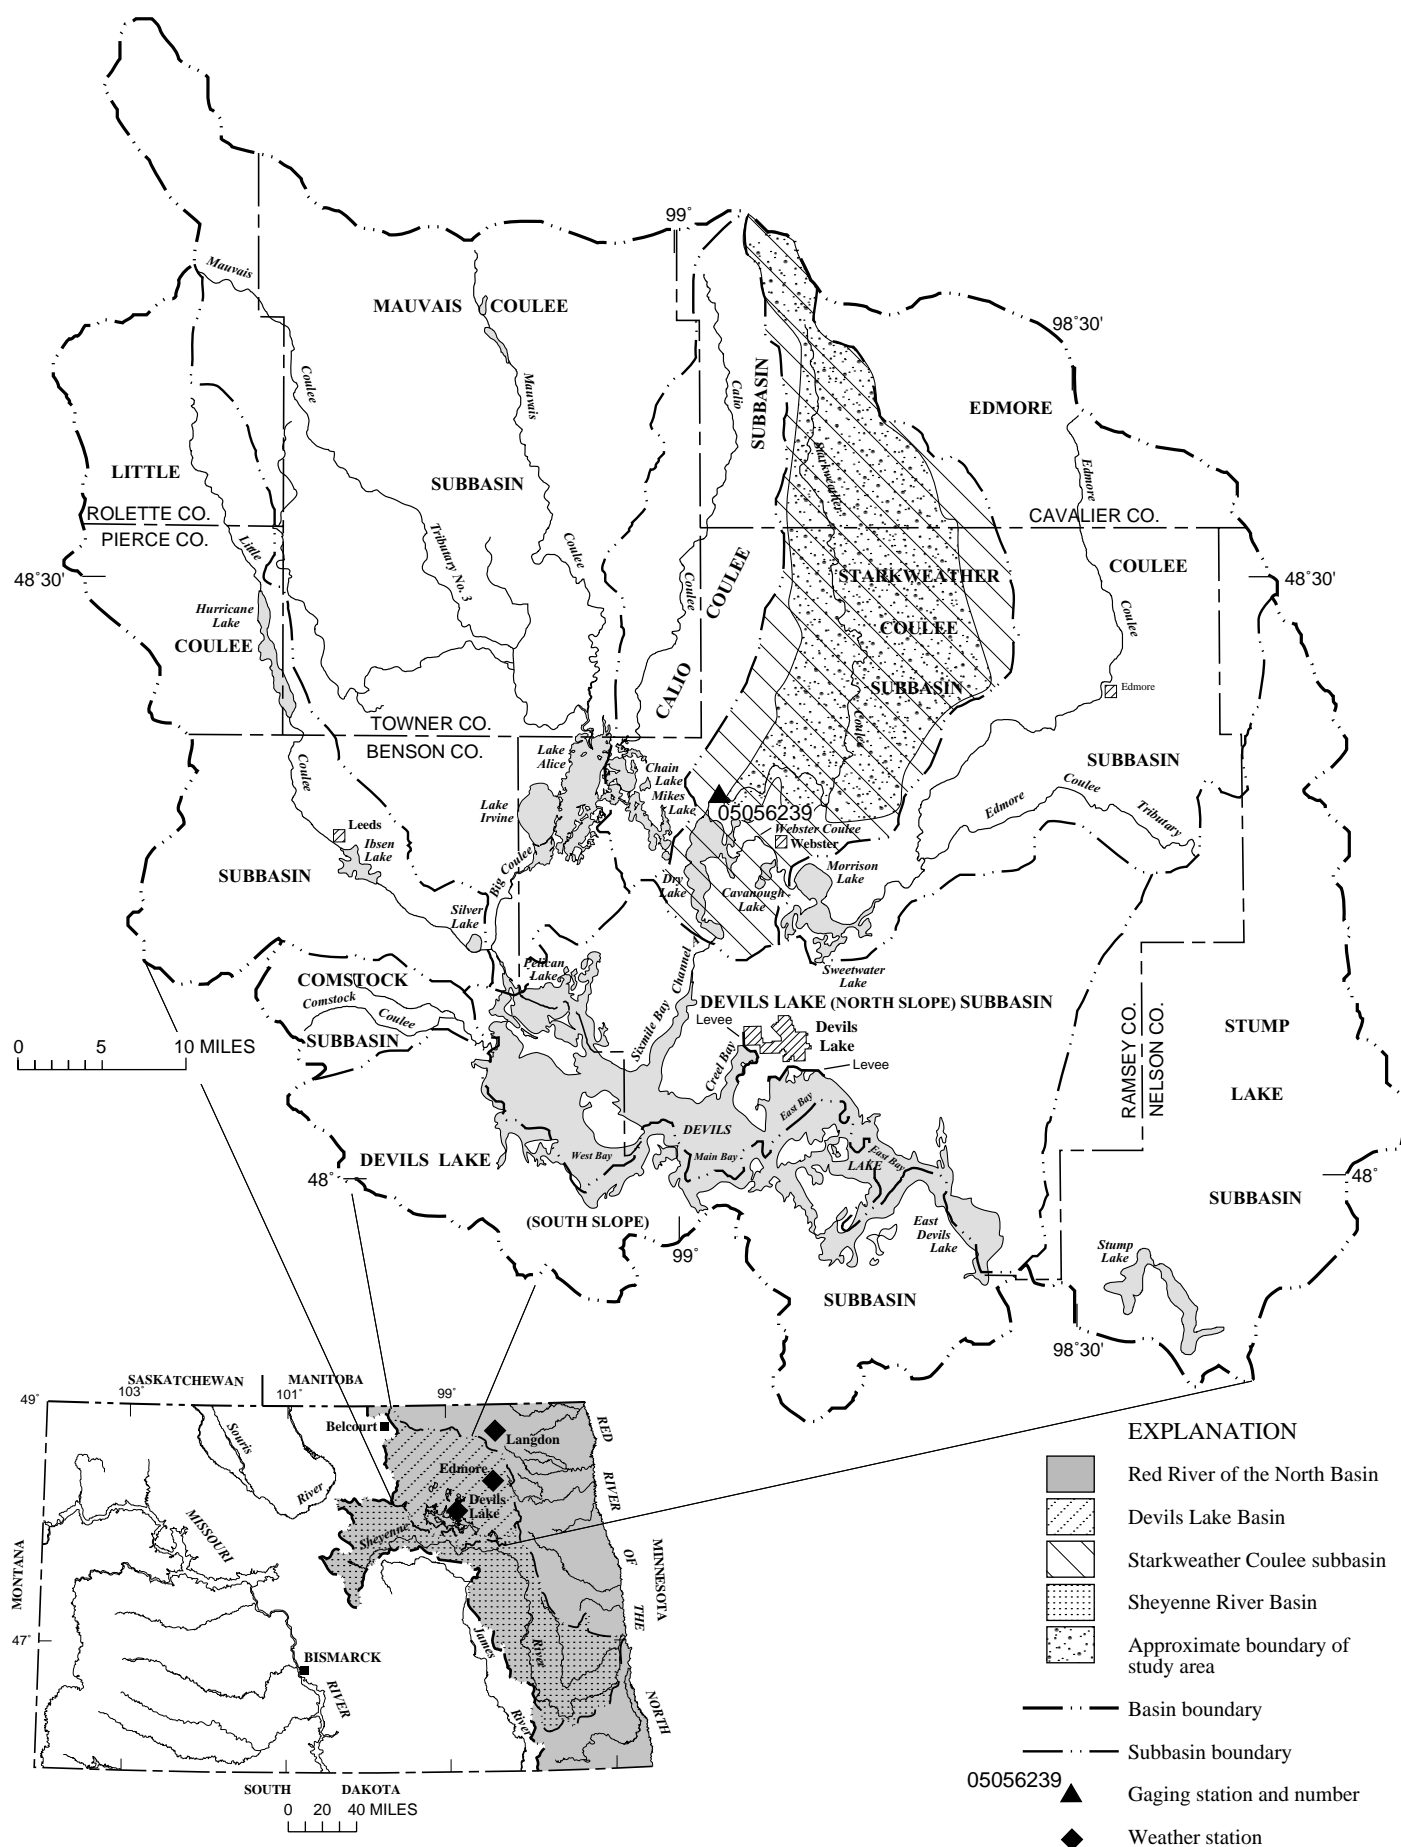 99°
Mauvais
MAUVAIS COULEE
SUBBASIN
98°30'
Coulee
Mauvais
Calio
SUBBASIN
EDMORE
LITTLE
SUBBASIN
Starkweather
Edmore
ROLETTE CO.
PIERCE CO.
CAVALIER CO.
Tributary No. 3
Little
Coulee
48°30'
Coulee
COULEE
STARKWEATHER
COULEE
48°30'
Hurricane
Lake
COULEE
COULEE
Coulee
SUBBASIN
Edmore
CALIO
Coulee
TOWNER CO.
BENSON CO.
Coulee
Lake
Alice
Chain
Lake
Mikes
Lake
SUBBASIN
Lake
Irvine
05056239
Edmore Coulee Tributary
Leeds
Ibsen
Lake
Webster Coulee
Webster
SUBBASIN
Big Coulee
Dry
Lake
Cavanough
Lake
Morrison
Lake
Silver
Lake
Pelican
Lake
COMSTOCK
Comstock
Coulee
SUBBASIN
Sweetwater
Lake
Sixmile Bay Channel A
DEVILS LAKE (NORTH SLOPE) SUBBASIN
Levee
Devils
Lake
Levee
Creel Bay
STUMP
LAKE
SUBBASIN
RAMSEY CO.
NELSON CO.
0 5 10 MILES
East Bay
DEVILS
LAKE
East Bay
West Bay
Main Bay
DEVILS LAKE
48°
48°
(SOUTH SLOPE)
East
Devils
Lake
99°
Stump
Lake
SUBBASIN
98°30'
SASKATCHEWAN
MANITOBA
49°
103°
101°
99°
Belcourt
Langdon
Souris
River
Edmore
Devils
Lake
RED
RIVER
OF
THE
NORTH
MISSOURI
RIVER
Sheyenne
River
MONTANA
MINNESOTA
47°
BISMARCK
James
River
SOUTH DAKOTA
0 20 40 MILES
EXPLANATION
Red River of the North Basin
Devils Lake Basin
Starkweather Coulee subbasin
Sheyenne River Basin
Approximate boundary of
study area
Basin boundary
Subbasin boundary
05056239
Gaging station and number
Weather station